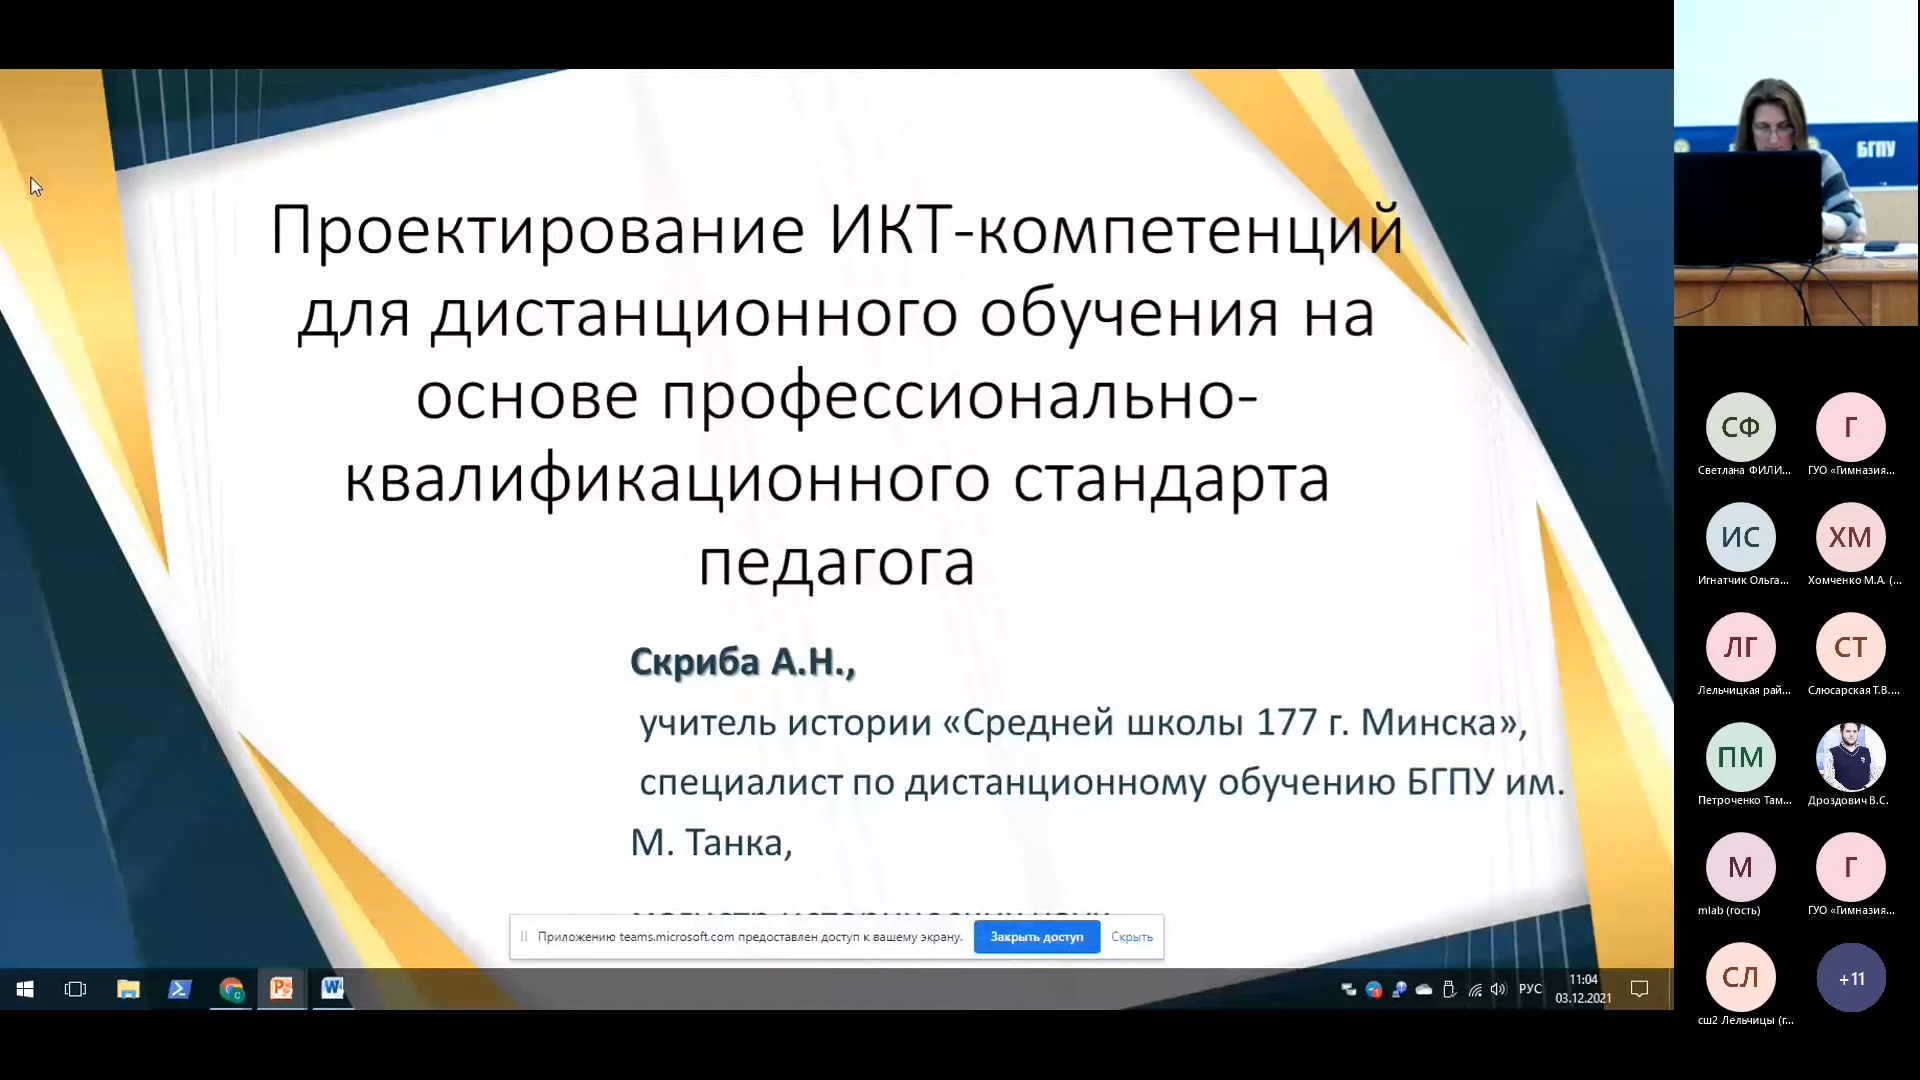 Проектирование ИКТ-компетенций
для дистанционного обучения на
основе профессионально-
квалификационного стандарта
педагога
Скриба А.Н.,
учитель истории «Средней школы 177 г. Минска»,
специалист по дистанционному обучению БГПУ им.
М. Танка,
Приложению teams.microsoft.com предоставлен доступ к вашему экрану.
Закрыть доступ
Скрыть
РУС
11:04
03.12.2021
БГПУ
СФ
Г
Светлана ФИЛИ...
ГУО «Гимназия...
ИС
ХМ
Игнатчик Ольга...
Хомченко М.А. (...
ЛГ
СТ
Лельчицкая рай...
Слюсарская Т.В....
ПМ
Петроченко Там...
Дроздович В.С.
М
Г
mlab (гость)
ГУО «Гимназия...
СЛ
+11
сш2 Лельчицы (г...